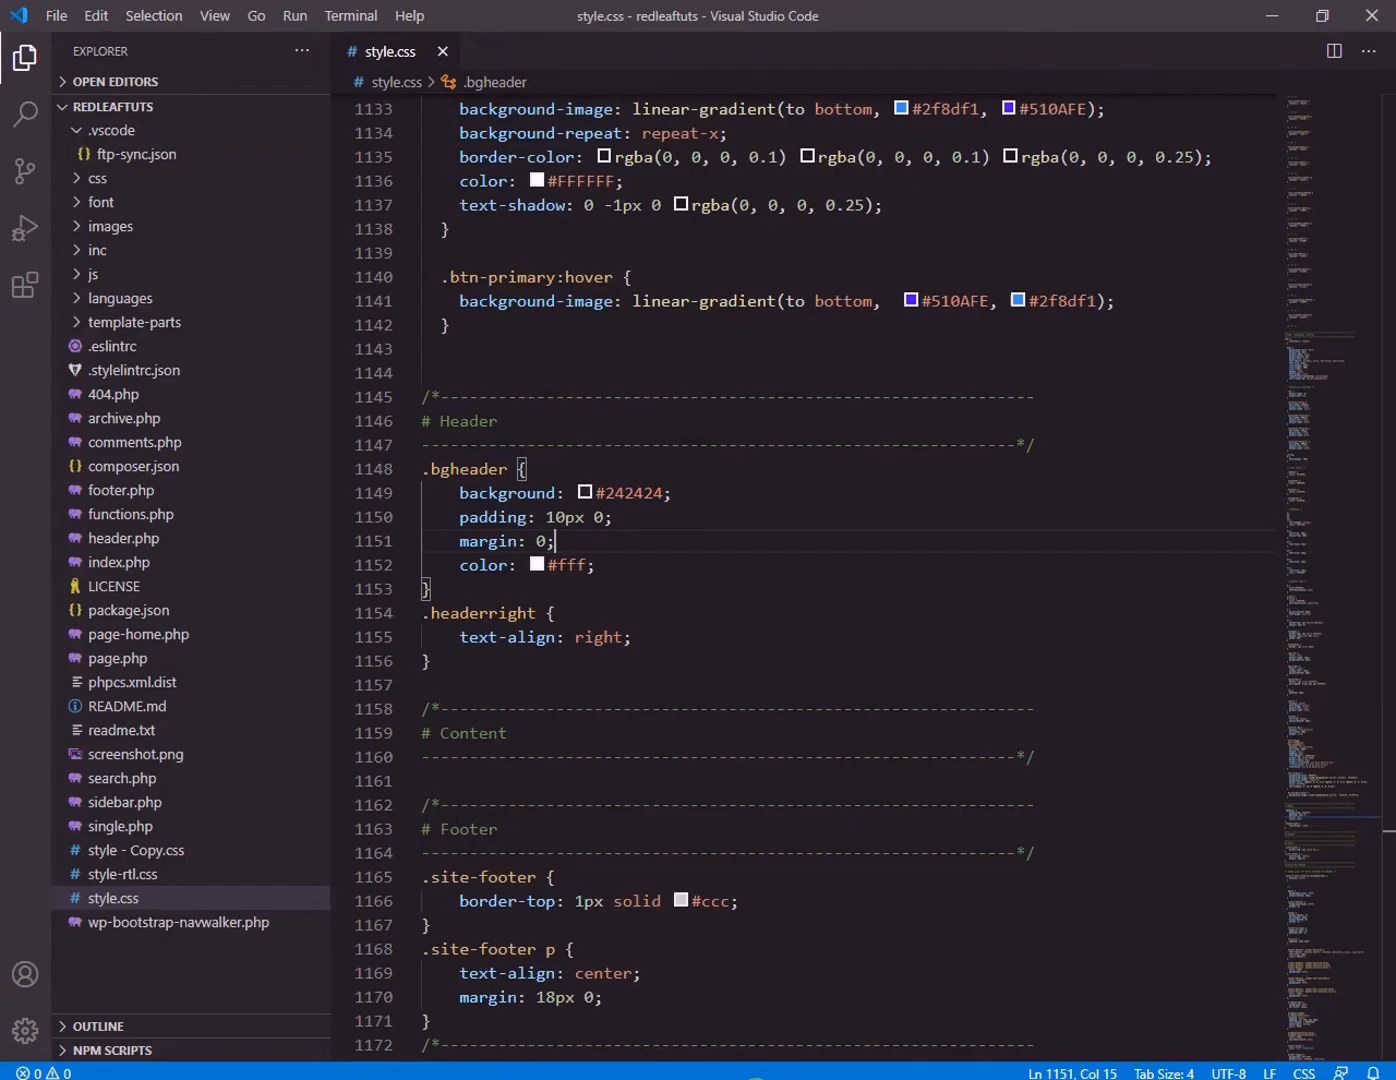 File Edit Selection View Go Run Terminal Help style.css - redleaftuts - Visual Studio Code
EXPLORER
OPEN EDITORS
REDLEAFTUTS
.vscode
ftp-sync.json
css
font
images
inc
js
languages
template-parts
.eslintrc
.stylelintrc.json
404.php
archive.php
comments.php
composer.json
footer.php
functions.php
header.php
index.php
LICENSE
package.json
page-home.php
page.php
phpcs.xml.dist
README.md
readme.txt
screenshot.png
search.php
sidebar.php
single.php
style - Copy.css
style-rtl.css
style.css
wp-bootstrap-navwalker.php
OUTLINE
NPM SCRIPTS
# style.css
# style.css > .bgheader
1133 background-image: linear-gradient(to bottom, #2f8df1, #510AFE);
1134 background-repeat: repeat-x;
1135 border-color: rgba(0, 0, 0, 0.1) rgba(0, 0, 0, 0.1) rgba(0, 0, 0, 0.25);
1136 color: #FFFFFF;
1137 text-shadow: 0 -1px 0 rgba(0, 0, 0, 0.25);
1138 }
1139
1140 .btn-primary:hover {
1141 background-image: linear-gradient(to bottom, #510AFE, #2f8df1);
1142 }
1143
1144
1145 /*------------------------------------------------------------
1146 # Header
1147 ------------------------------------------------------------*/
1148 .bgheader {
1149 background: #242424;
1150 padding: 10px 0;
1151 margin: 0;
1152 color: #fff;
1153 }
1154 .headerright {
1155 text-align: right;
1156 }
1157
1158 /*------------------------------------------------------------
1159 # Content
1160 ------------------------------------------------------------*/
1161
1162 /*------------------------------------------------------------
1163 # Footer
1164 ------------------------------------------------------------*/
1165 .site-footer {
1166 border-top: 1px solid #ccc;
1167 }
1168 .site-footer p {
1169 text-align: center;
1170 margin: 18px 0;
1171 }
1172 /*------------------------------------------------------------
0 0 Ln 1151, Col 15 Tab Size: 4 UTF-8 LF CSS